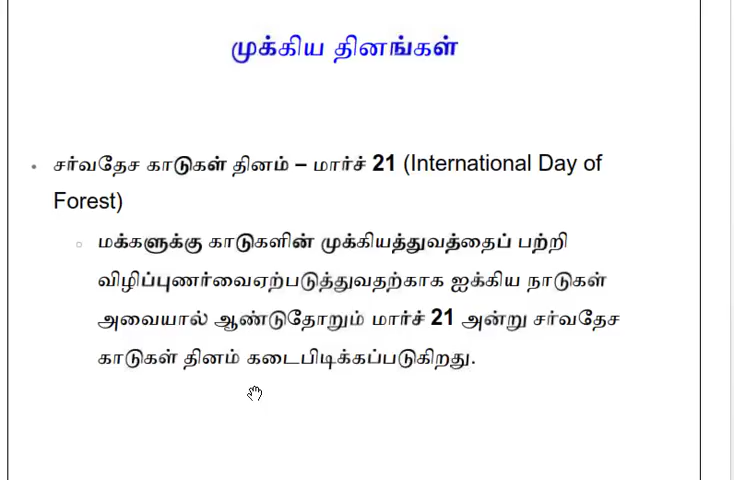 முக்கிய தினங்கள்
• சர்வதேச காடுகள் தினம் – மார்ச் 21 (International Day of
Forest)
○ மக்களுக்கு காடுகளின் முக்கியத்துவத்தைப் பற்றி
விழிப்புணர்வைஏற்படுத்துவதற்காக ஐக்கிய நாடுகள்
அவையால் ஆண்டுதோறும் மார்ச் 21 அன்று சர்வதேச
காடுகள் தினம் கடைபிடிக்கப்படுகிறது.